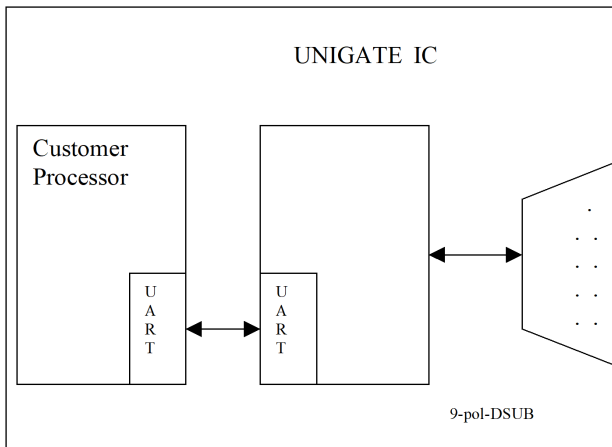 UNIGATE IC
Customer
Processor
U
A
R
T
U
A
R
T
9-pol-DSUB